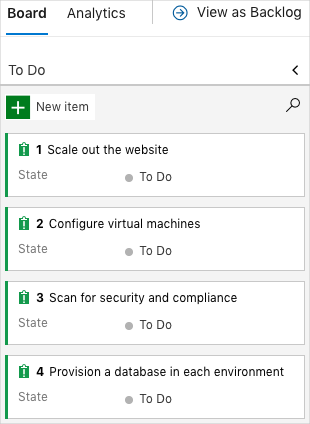 Board Analytics View as Backlog
To Do
New item
1 Scale out the website
State To Do
2 Configure virtual machines
State To Do
3 Scan for security and compliance
State To Do
4 Provision a database in each environment
State To Do